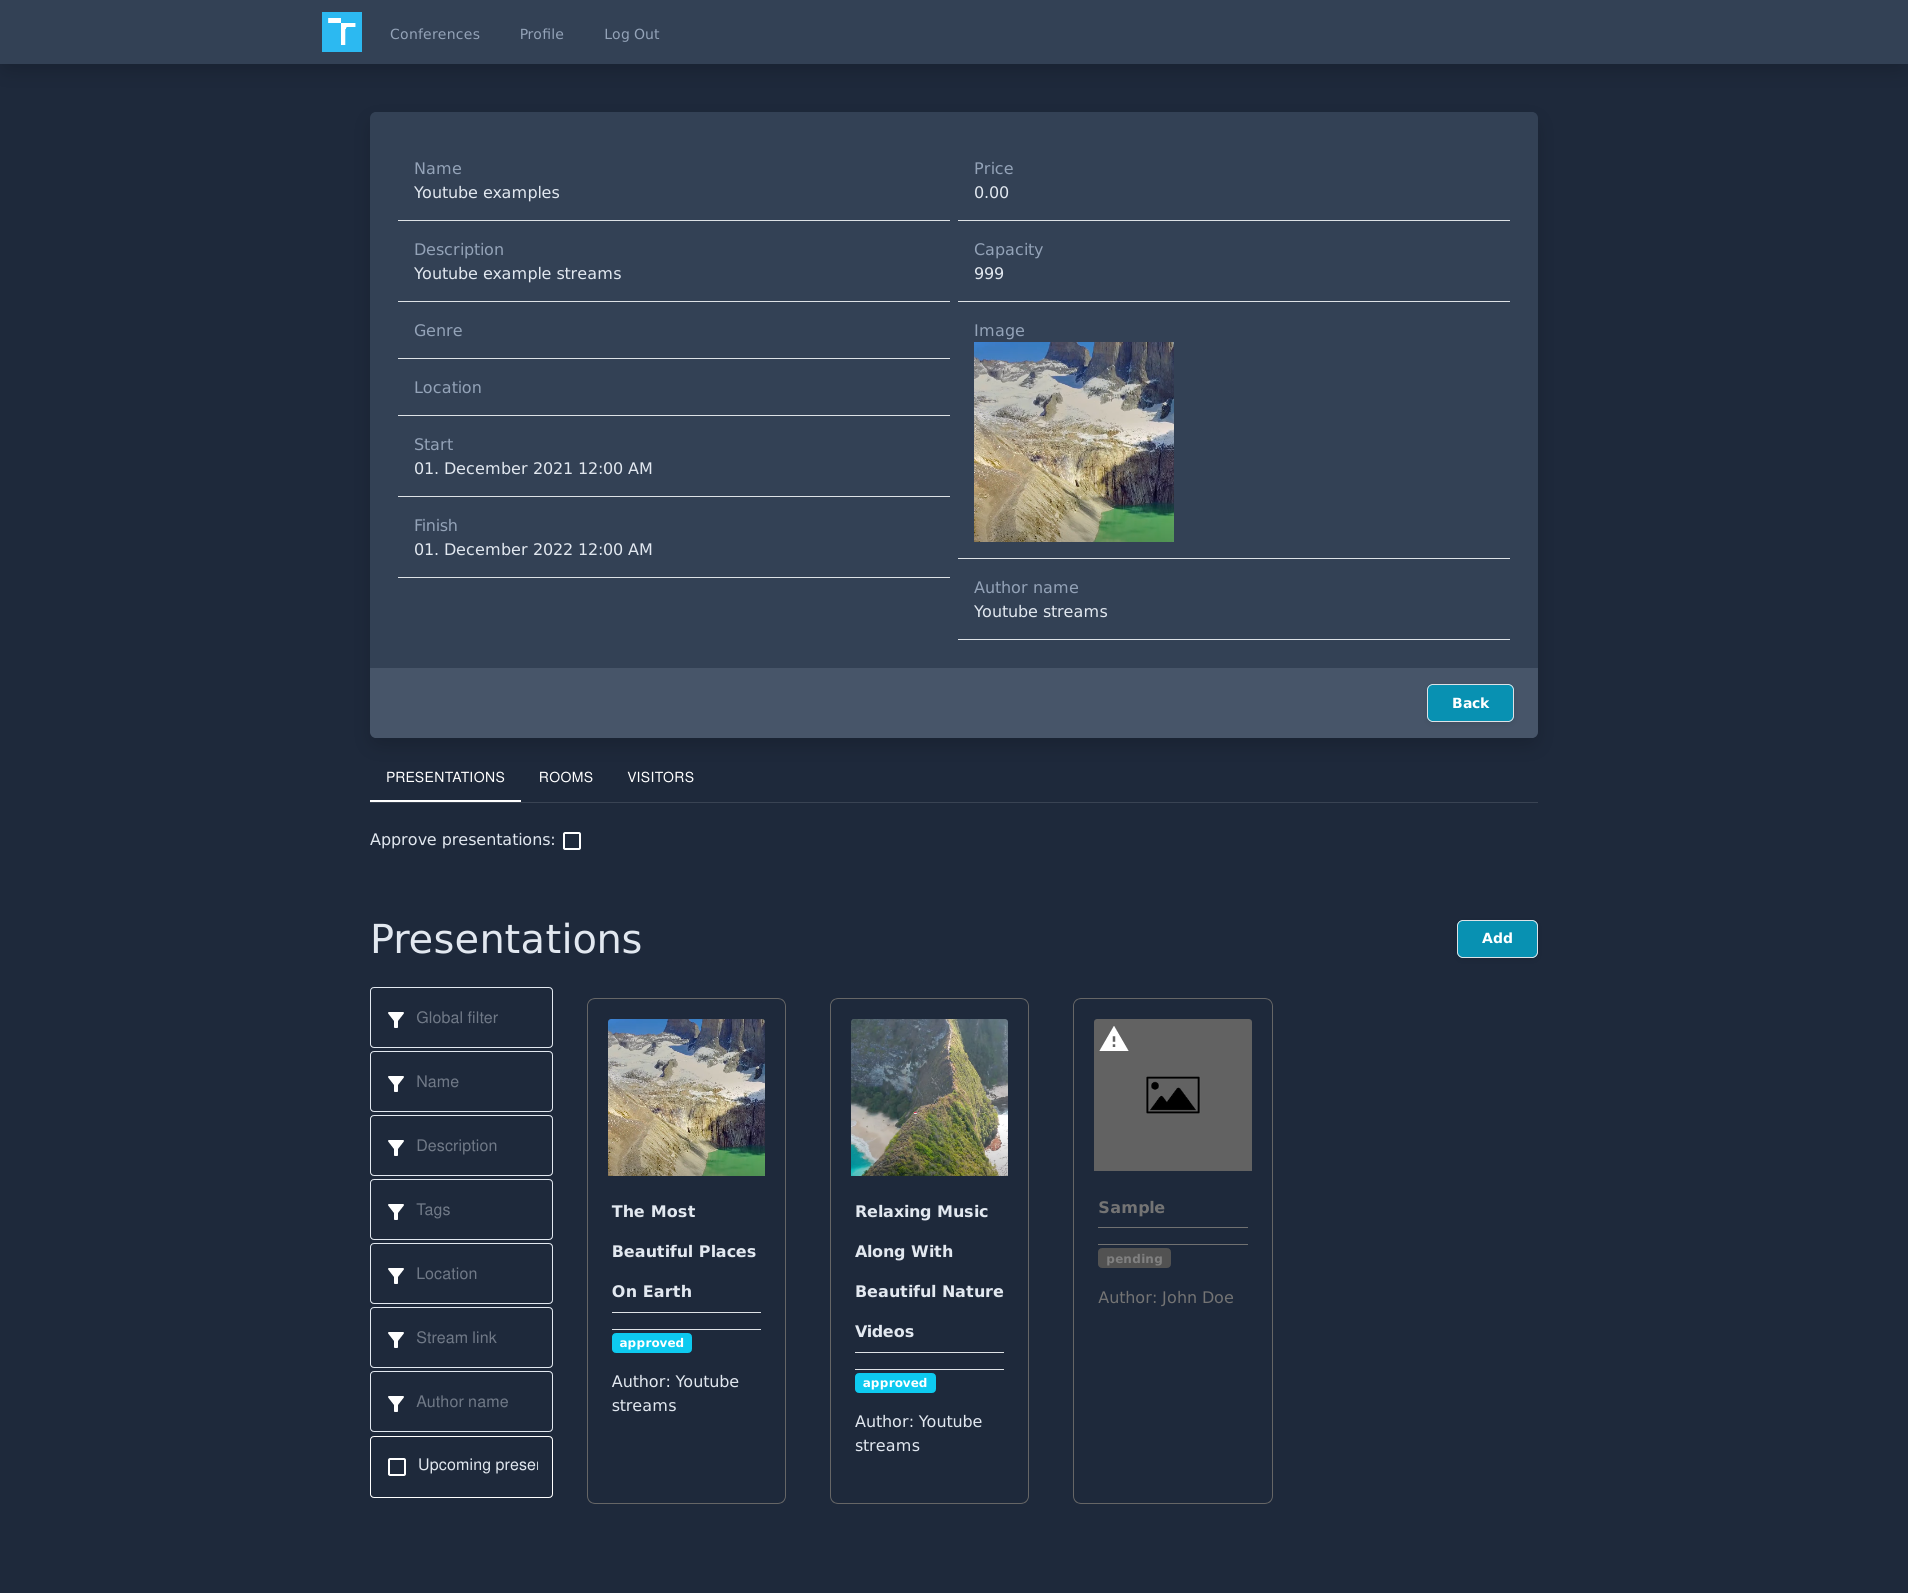 Conferences Profile Log Out
Name
Youtube examples
Description
Youtube example streams
Genre
Location
Start
01. December 2021 12:00 AM
Finish
01. December 2022 12:00 AM
Price
0.00
Capacity
999
Image
Author name
Youtube streams
Back
PRESENTATIONS ROOMS VISITORS
Approve presentations:
Presentations
Add
Global filter
Name
Description
Tags
Location
Stream link
Author name
Upcoming prese
The Most
Beautiful Places
On Earth
approved
Author: Youtube
streams
Relaxing Music
Along With
Beautiful Nature
Videos
approved
Author: Youtube
streams
Sample
pending
Author: John Doe